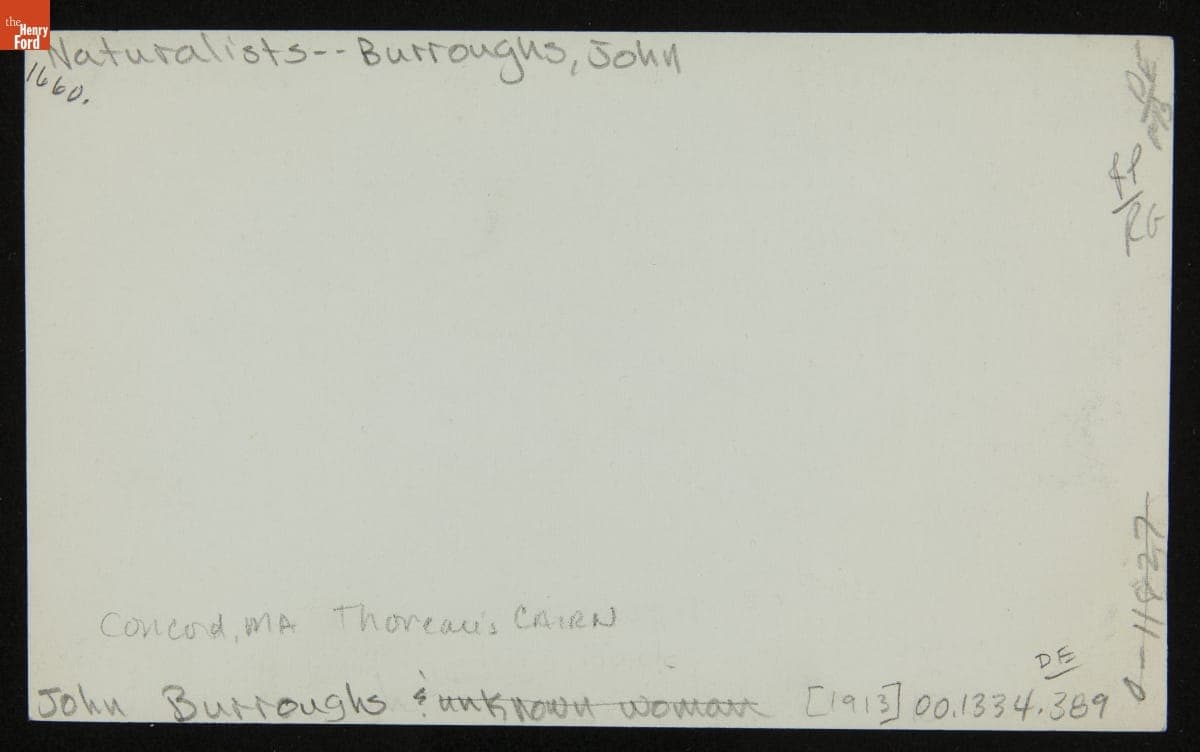 the Henry Ford
Naturalists--Burroughs, John
1660.
DE
H
RG
Concord, MA Thoreau's CAIRN
DE
John Burroughs & unknown woman [1913] 00.1334.389